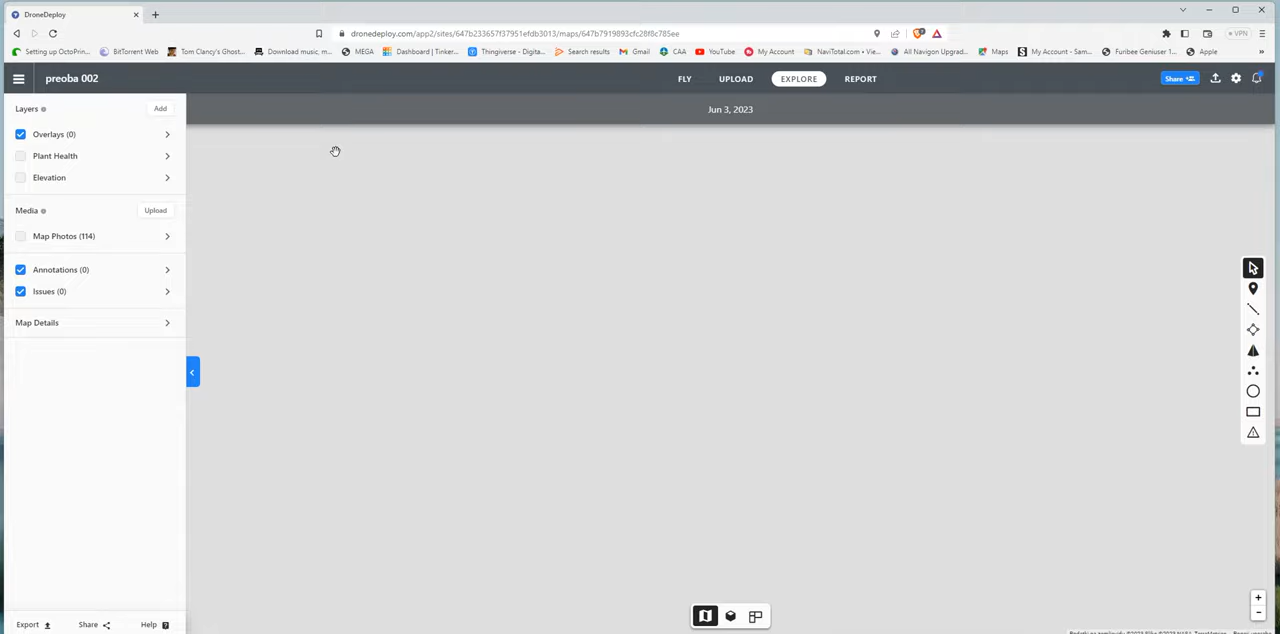 DroneDeploy
dronedeploy.com/app2/sites/647b233657f37951efdb3013/maps/647b7919893cfc28f8c785ee
VPN
Setting up OctoPrin... BitTorrent Web Tom Clancy's Ghost... Download music, m... MEGA Dashboard | Tinker... Thingiverse - Digita... Search results Gmail CAA YouTube My Account NaviTotal.com • Vie... All Navigon Upgrad... Maps My Account - Sam... Furibee Geniuser 1... Apple
preoba 002
FLY UPLOAD EXPLORE REPORT
Share
Jun 3, 2023
Layers Add
Overlays (0)
Plant Health
Elevation
Media Upload
Map Photos (114)
Annotations (0)
Issues (0)
Map Details
Export Share Help